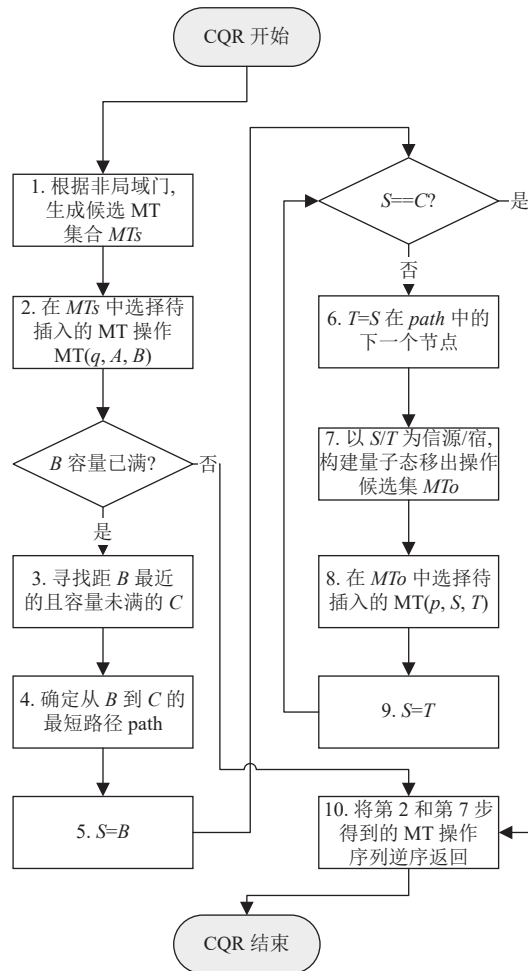 CQR 开始
1. 根据非局域门,
生成候选 MT
集合 MTs
2. 在 MTs 中选择待
插入的 MT 操作
MT(q, A, B)
B 容量已满?
否
是
3. 寻找距 B 最近
的且容量未满的 C
4. 确定从 B 到 C 的
最短路径 path
5. S=B
S==C?
是
否
6. T=S 在 path 中的
下一个节点
7. 以 S/T 为信源/宿,
构建量子态移出操作
候选集 MTo
8. 在 MTo 中选择待
插入的 MT(p, S, T)
9. S=T
10. 将第 2 和第 7 步
得到的 MT 操作
序列逆序返回
CQR 结束